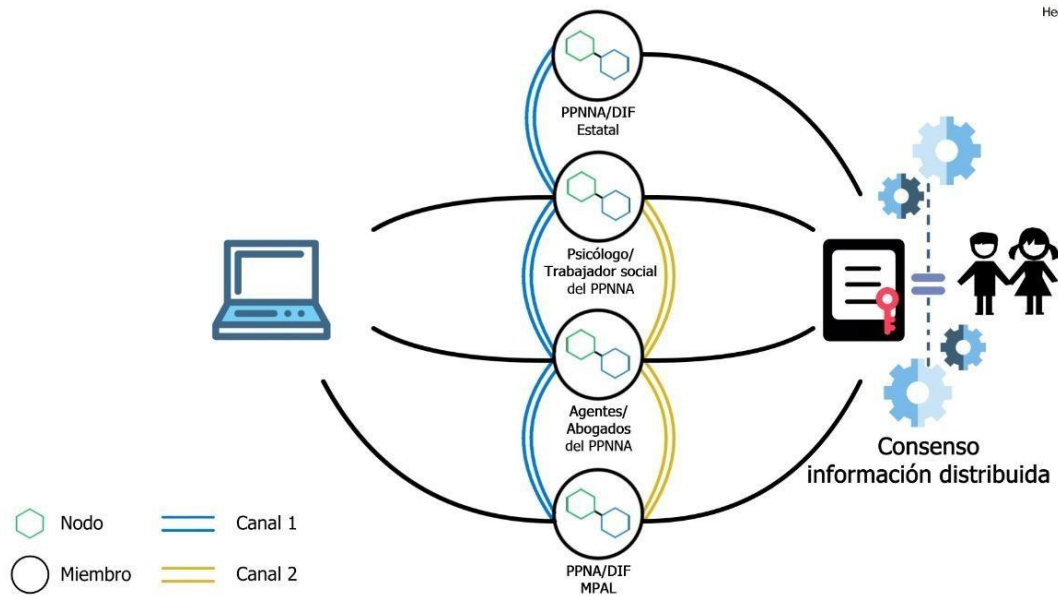 He
PPNNA/DIF
Estatal
Psicólogo/
Trabajador social
del PPNNA
Agentes/
Abogados
del PPNNA
PPNA/DIF
MPAL
Consenso
información distribuida
Nodo
Canal 1
Miembro
Canal 2